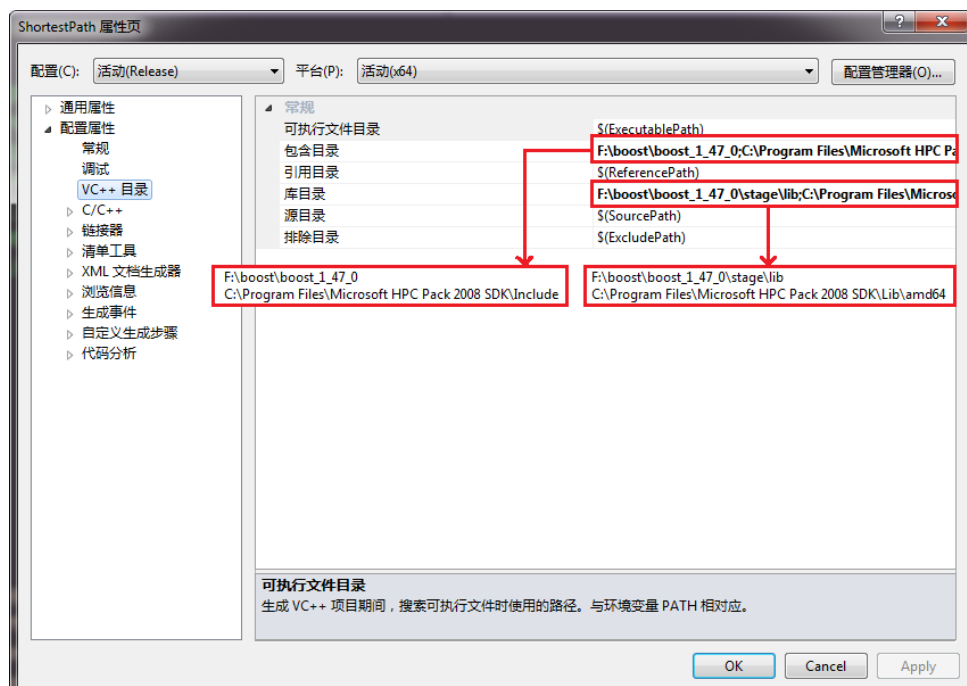 ShortestPath 属性页
配置(C): 活动(Release) 平台(P): 活动(x64) 配置管理器(O)...
通用属性
配置属性
常规
调试
VC++ 目录
C/C++
链接器
清单工具
XML 文档生成器
浏览信息
生成事件
自定义生成步骤
代码分析
常规
可执行文件目录 $(ExecutablePath)
包含目录 F:\boost\boost_1_47_0;C:\Program Files\Microsoft HPC Pa
引用目录 $(ReferencePath)
库目录 F:\boost\boost_1_47_0\stage\lib;C:\Program Files\Microso
源目录 $(SourcePath)
排除目录 $(ExcludePath)
F:\boost\boost_1_47_0
C:\Program Files\Microsoft HPC Pack 2008 SDK\Include
F:\boost\boost_1_47_0\stage\lib
C:\Program Files\Microsoft HPC Pack 2008 SDK\Lib\amd64
可执行文件目录
生成 VC++ 项目期间，搜索可执行文件时使用的路径。与环境变量 PATH 相对应。
OK Cancel Apply